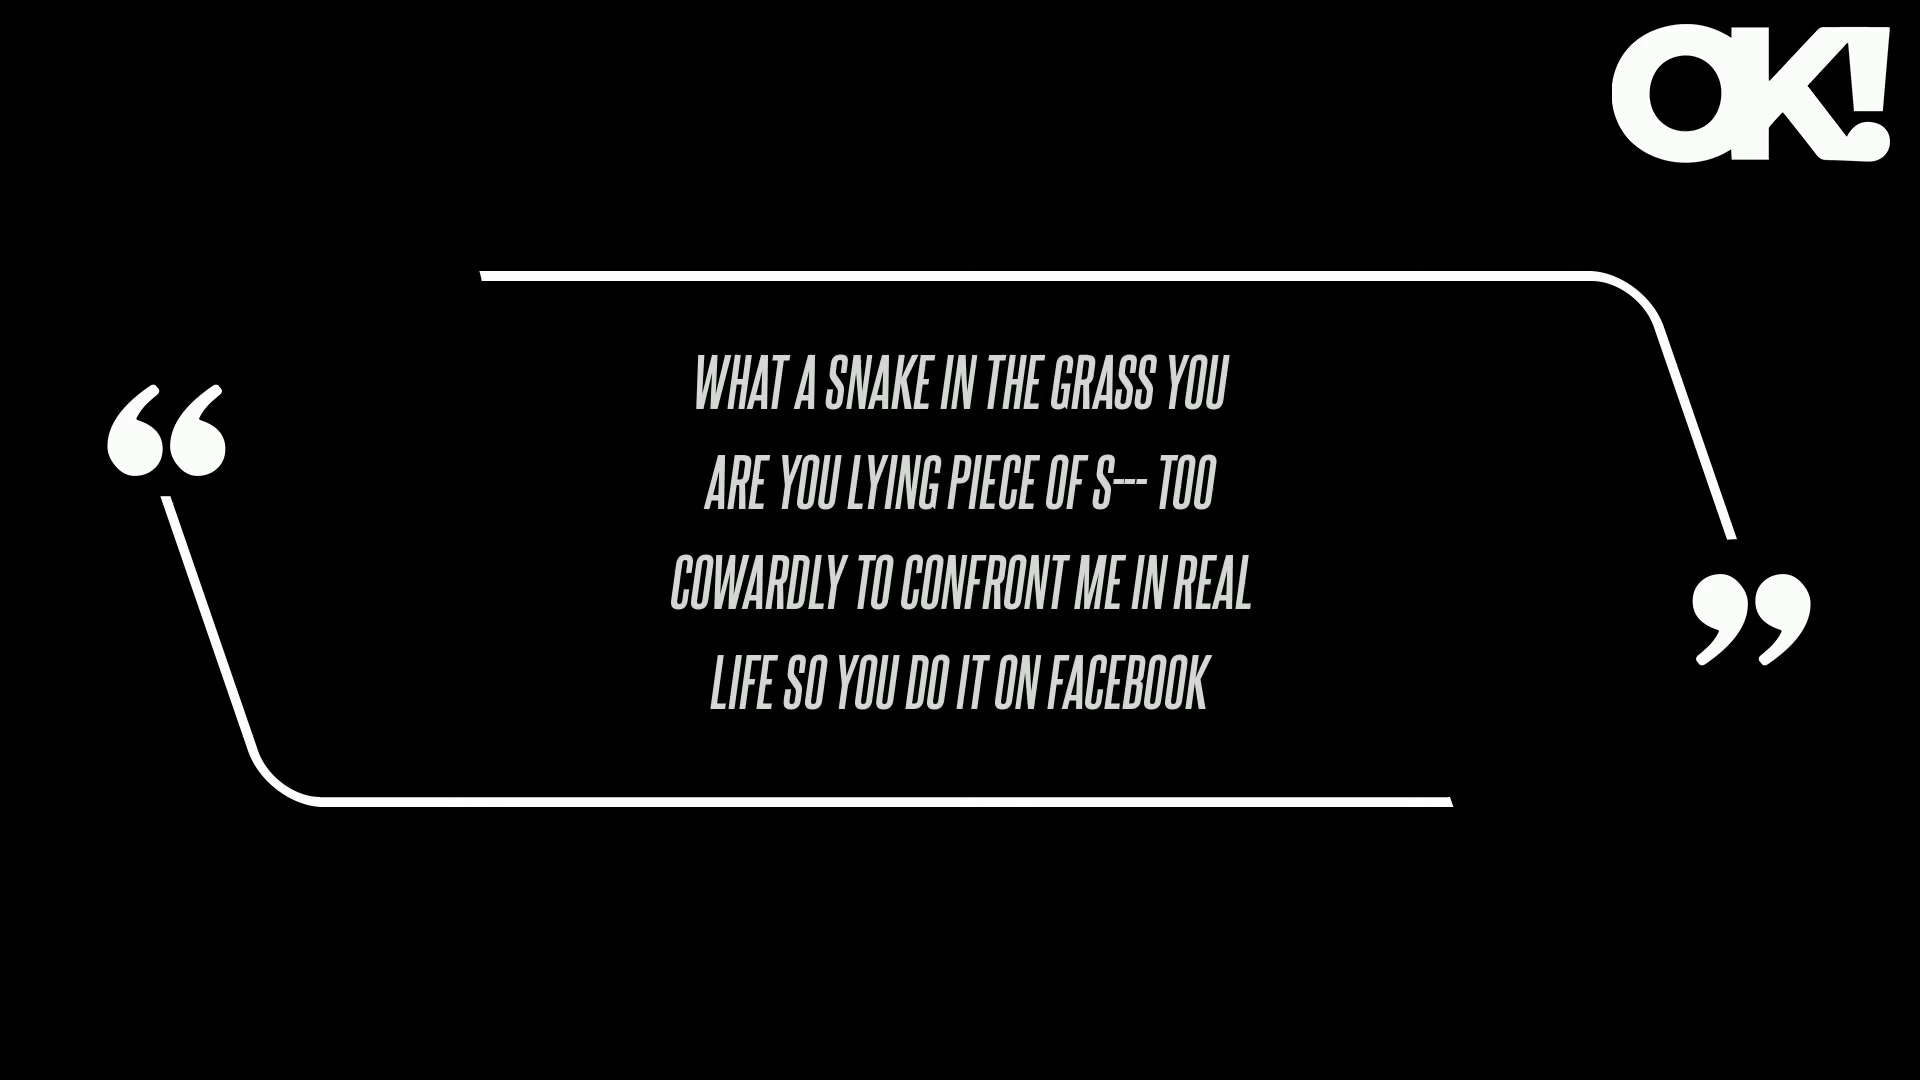 OK!
“
WHAT A SNAKE IN THE GRASS YOU
ARE YOU LYING PIECE OF S--- TOO
COWARDLY TO CONFRONT ME IN REAL
LIFE SO YOU DO IT ON FACEBOOK
”